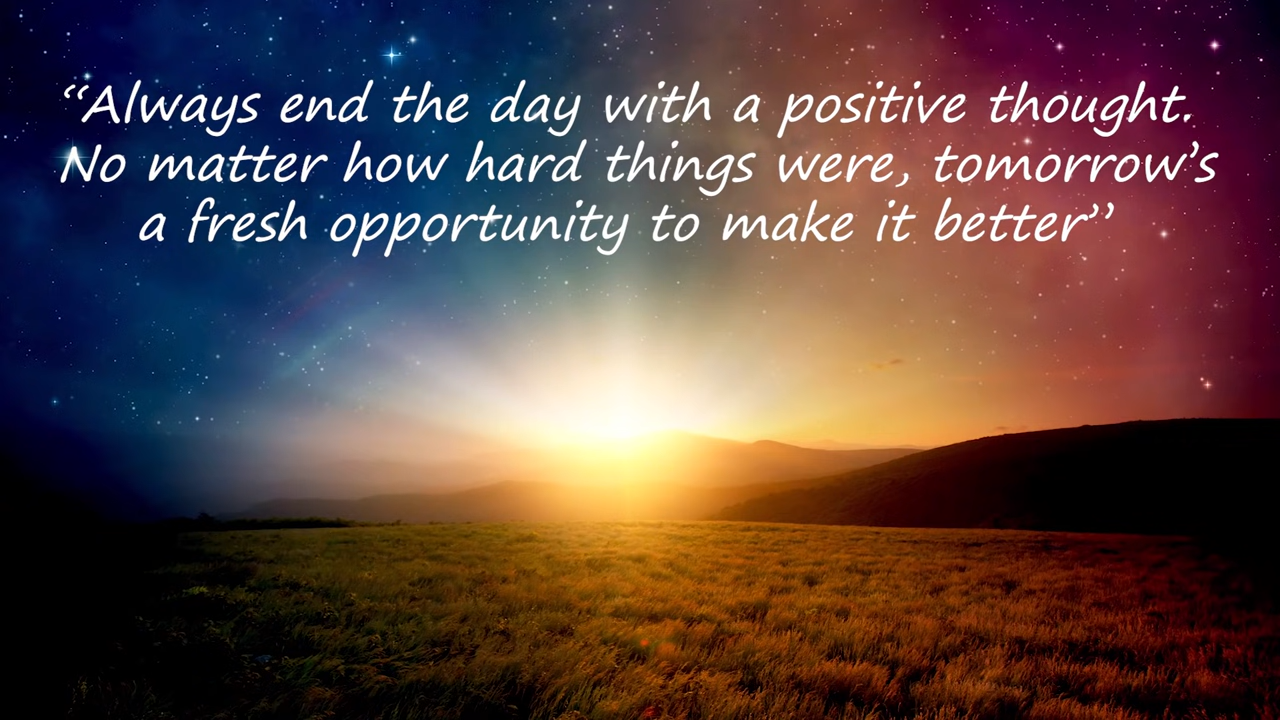 “Always end the day with a positive thought.
No matter how hard things were, tomorrow’s
a fresh opportunity to make it better”